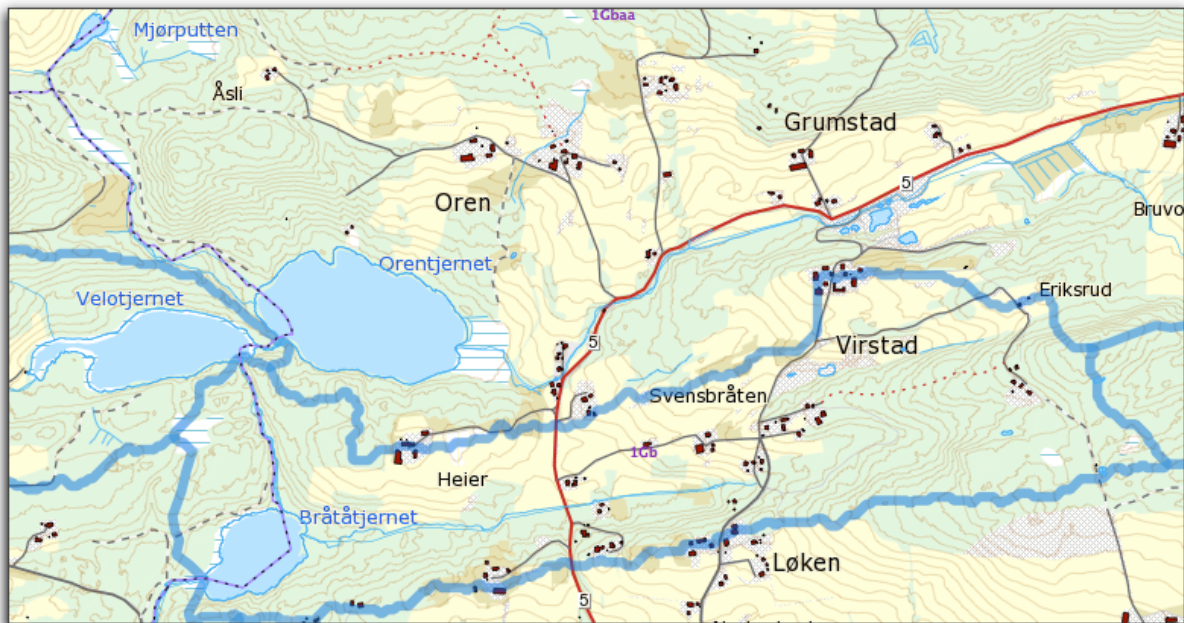 1Gbaa
Mjørputten
Åsli
Grumstad
5
Oren
Bruvo
Orentjernet
Velotjernet
Eriksrud
5
Virstad
Svensbråten
1Gb
Heier
Bråtåtjernet
Løken
5